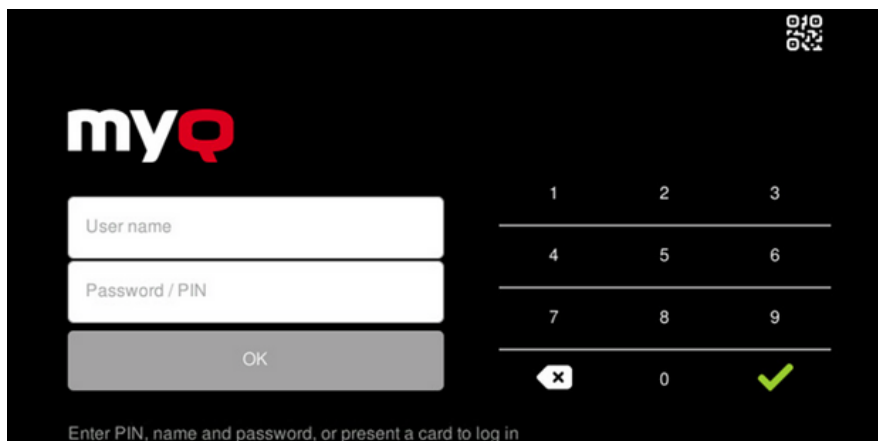 myQ
User name
Password / PIN
OK
1 2 3
4 5 6
7 8 9
0
Enter PIN, name and password, or present a card to log in